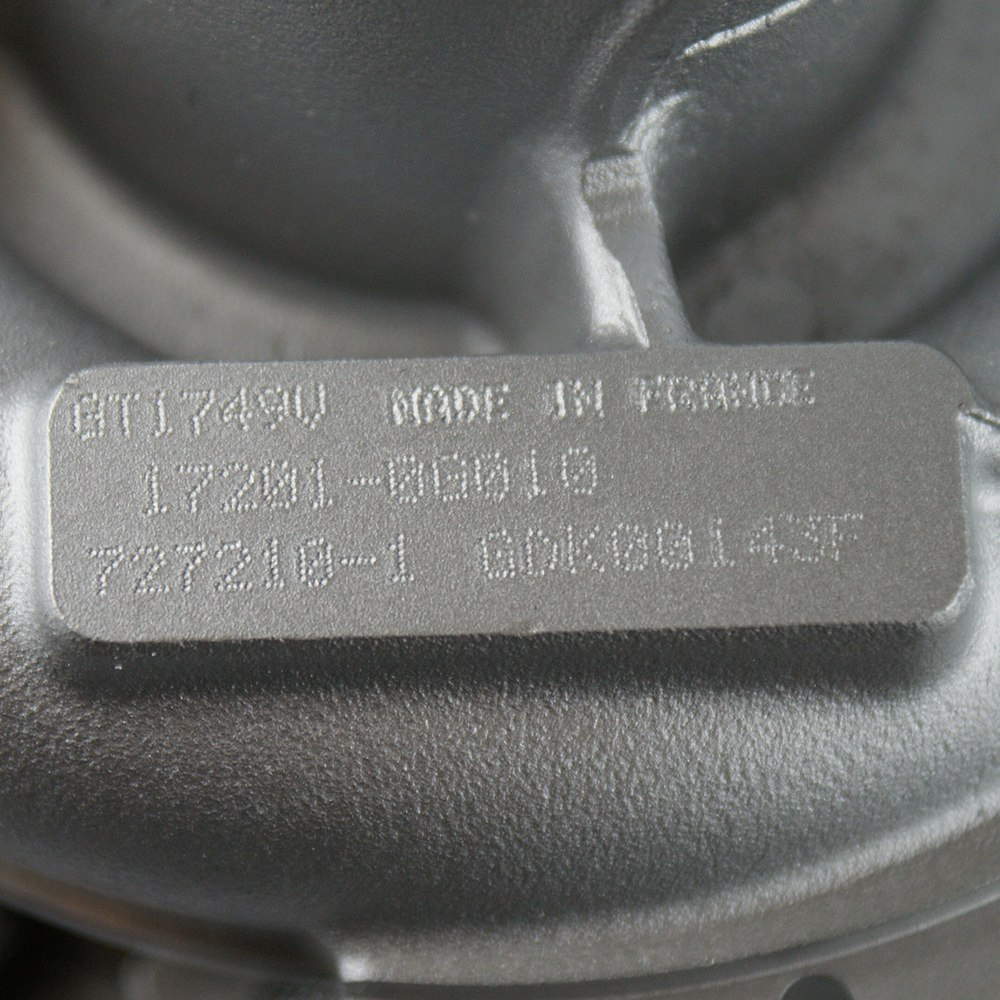 GT1749V MADE IN FRANCE
17201-0G010
727210-1 GDK00143F